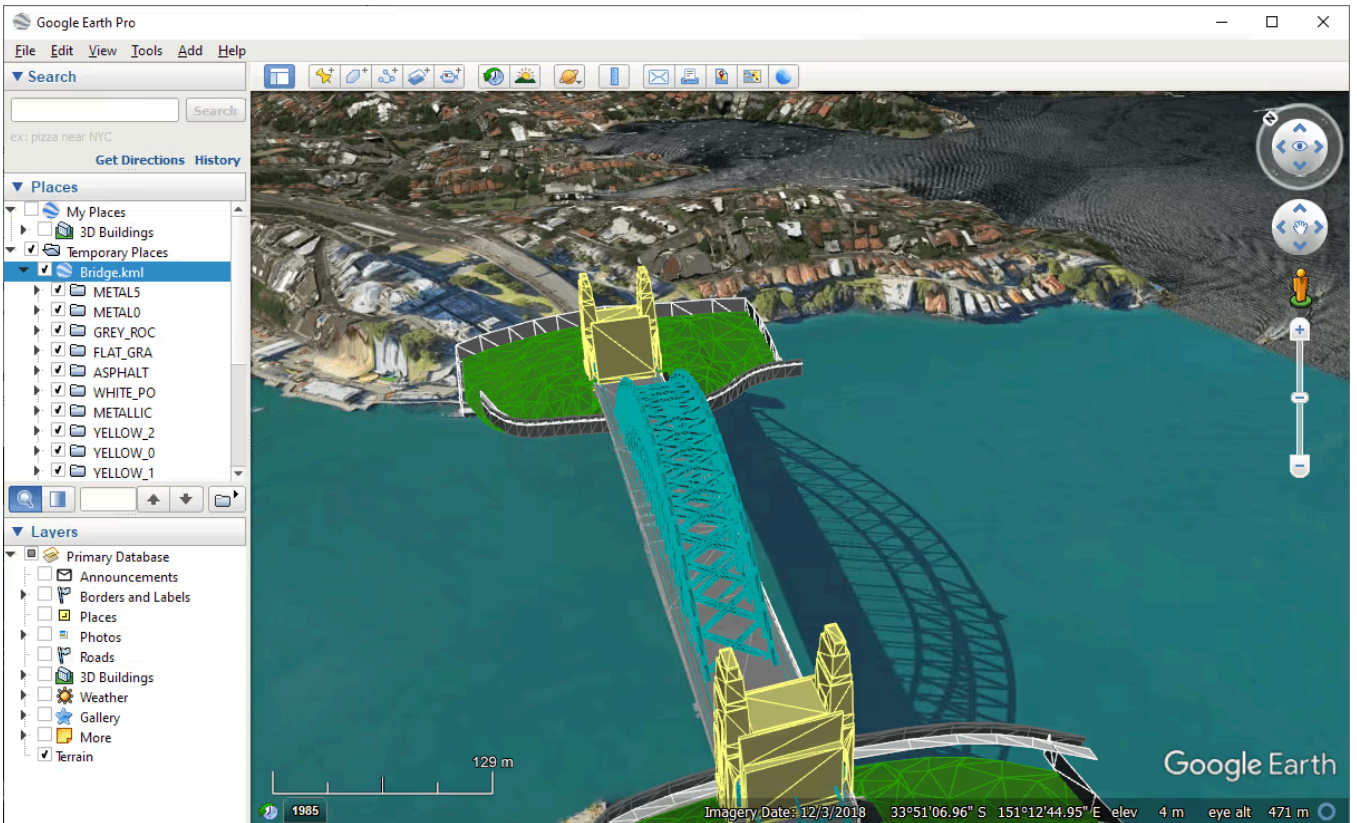 Google Earth Pro
File Edit View Tools Add Help
Search
Search
ex: pizza near NYC
Get Directions History
Places
My Places
3D Buildings
Temporary Places
Bridge.kml
METAL5
METAL0
GREY_ROC
FLAT_GRA
ASPHALT
WHITE_PO
METALLIC
YELLOW_2
YELLOW_0
YELLOW_1
Layers
Primary Database
Announcements
Borders and Labels
Places
Photos
Roads
3D Buildings
Weather
Gallery
More
Terrain
N
129 m
Google Earth
1985
Imagery Date: 12/3/2018 33°51'06.96" S 151°12'44.95" E elev 4 m eye alt 471 m